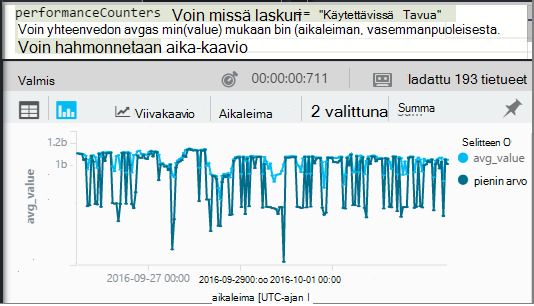 performanceCounters Voin missä laskuri == "Käytettävissä Tavua"
Voin yhteenvedon avgas min(value) mukaan bin (aikaleiman, vasemmanpuoleisesta.
Voin hahmonnetaan aika-kaavio
Valmis 00:00:00:711 ladattu 193 tietueet
Viivakaavio Aikaleima 2 valittuna Summa
Selitteen O
avg_value
pienin arvo
1.2b
1b
avg_value
2016-09-27 00:00 2016-09-2900:oo 2016-10-01 00:00
aikaleima [UTC-ajan